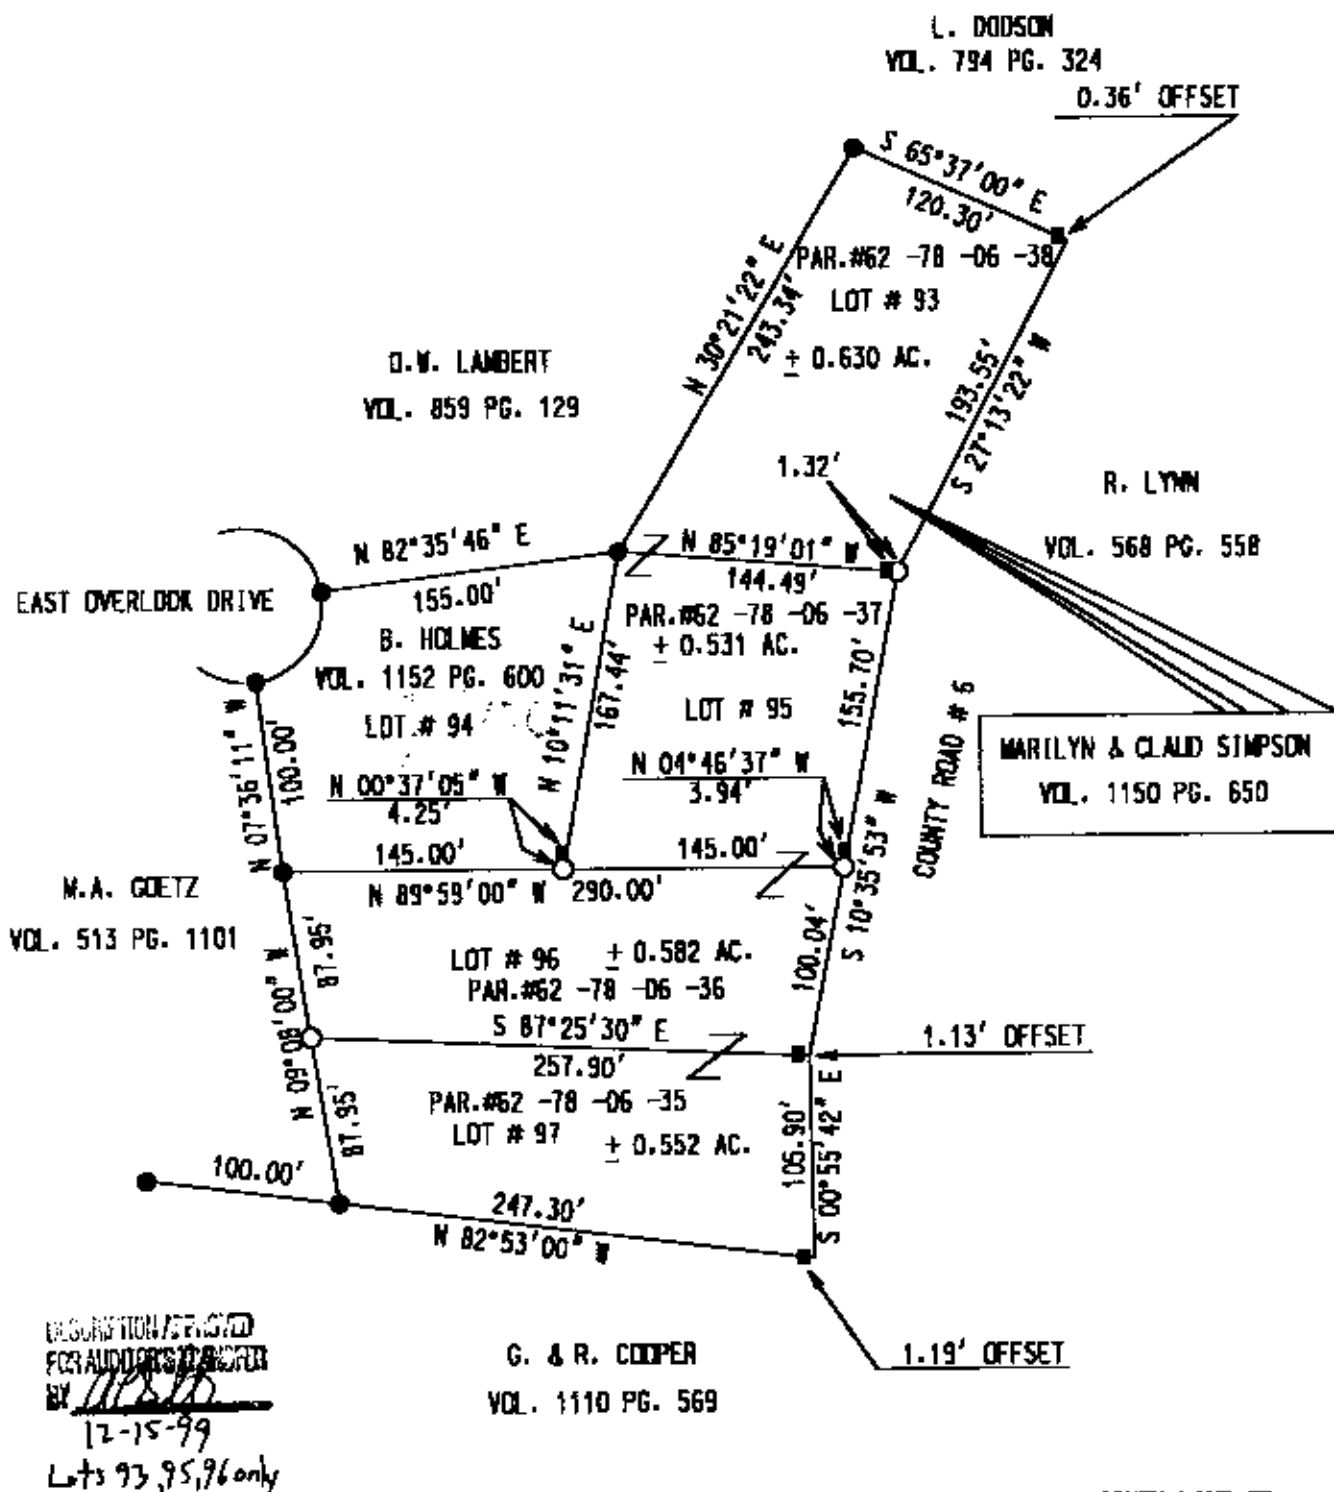 L. DODSON
VOL. 794 PG. 324
0.36' OFFSET
S 65°37'00" E
120.30'
PAR.#62 -78 -06 -38
LOT # 93
± 0.630 AC.
N 30°21'22" E
243.34'
193.55'
S 27°13'22" W
D.W. LAMBERT
VOL. 859 PG. 129
1.32'
R. LYNN
VOL. 568 PG. 558
N 82°35'46" E
155.00'
N 85°19'01" W
144.49'
EAST OVERLOOK DRIVE
B. HOLMES
VOL. 1152 PG. 600
LOT # 94
PAR.#62 -78 -06 -37
± 0.531 AC.
LOT # 95
N 10°11'31" E
167.44'
155.70'
COUNTY ROAD # 6
MARILYN & CLAUD SIMPSON
VOL. 1150 PG. 650
N 07°36'11" W
100.00'
N 00°37'05" W
4.25'
N 04°46'37" W
3.94'
145.00'
145.00'
N 89°59'00" W 290.00'
S 10°35'53" W
100.04'
M.A. GOETZ
VOL. 513 PG. 1101
87.95'
N 09°08'00" W
LOT # 96 ± 0.582 AC.
PAR.#62 -78 -06 -36
S 87°25'30" E
257.90'
1.13' OFFSET
PAR.#62 -78 -06 -35
LOT # 97 ± 0.552 AC.
87.95'
105.90'
S 00°55'42" E
100.00'
247.30'
N 82°53'00" W
1.19' OFFSET
G. & R. COOPER
VOL. 1110 PG. 569
DESCRIPTION APPROVED
FOR AUDITOR'S TRANSFER
BY
12-15-99
Lots 93,95,96 only